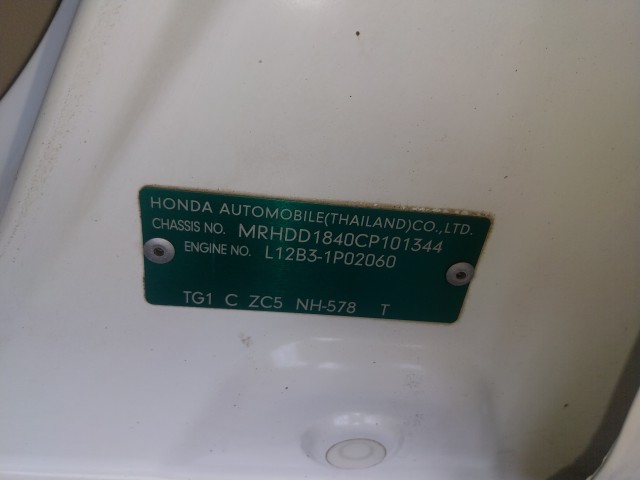 HONDA AUTOMOBILE(THAILAND)CO.,LTD.
CHASSIS NO. MRHDD1840CP101344
ENGINE NO. L12B3-1P02060
TG1 C ZC5 NH-578 T